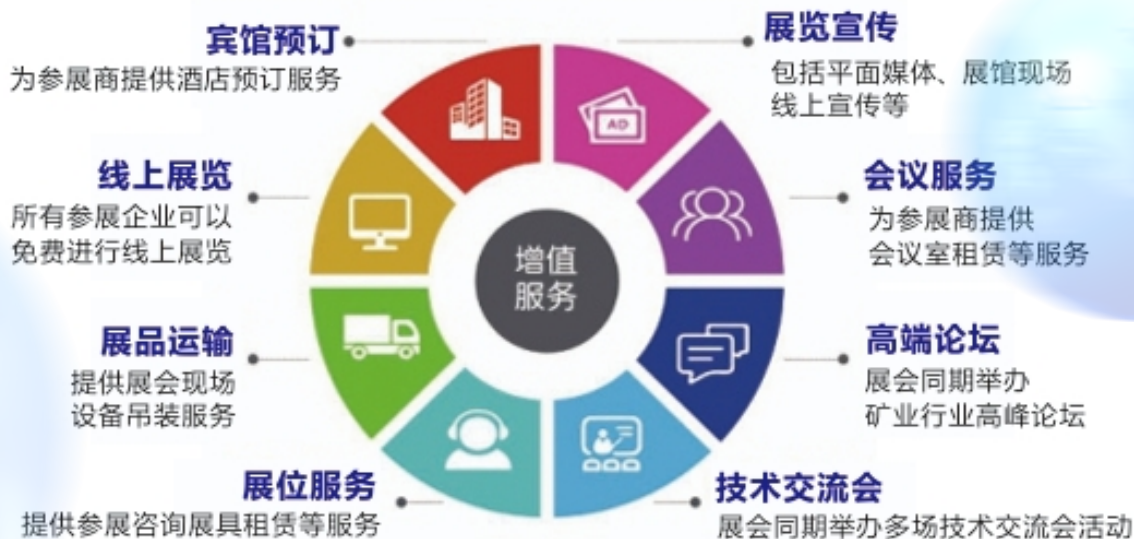 宾馆预订
为参展商提供酒店预订服务
展览宣传
包括平面媒体、展馆现场
线上宣传等
线上展览
所有参展企业可以
免费进行线上展览
会议服务
为参展商提供
会议室租赁等服务
AD
增值
服务
展品运输
提供展会现场
设备吊装服务
高端论坛
展会同期举办
矿业行业高峰论坛
展位服务
提供参展咨询展具租赁等服务
技术交流会
展会同期举办多场技术交流会活动